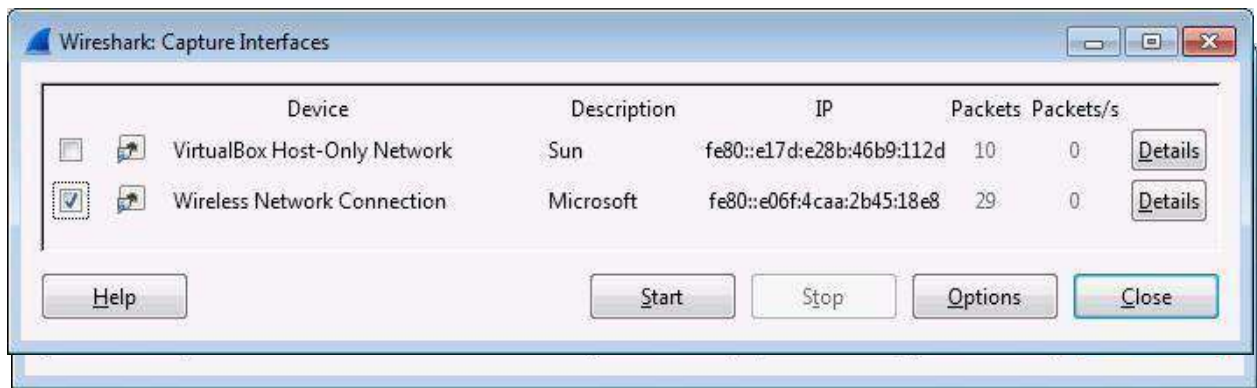 Wireshark: Capture Interfaces
Device Description IP Packets Packets/s
VirtualBox Host-Only Network Sun fe80::e17d:e28b:46b9:112d 10 0 Details
Wireless Network Connection Microsoft fe80::e06f:4caa:2b45:18e8 29 0 Details
Help Start Stop Options Close